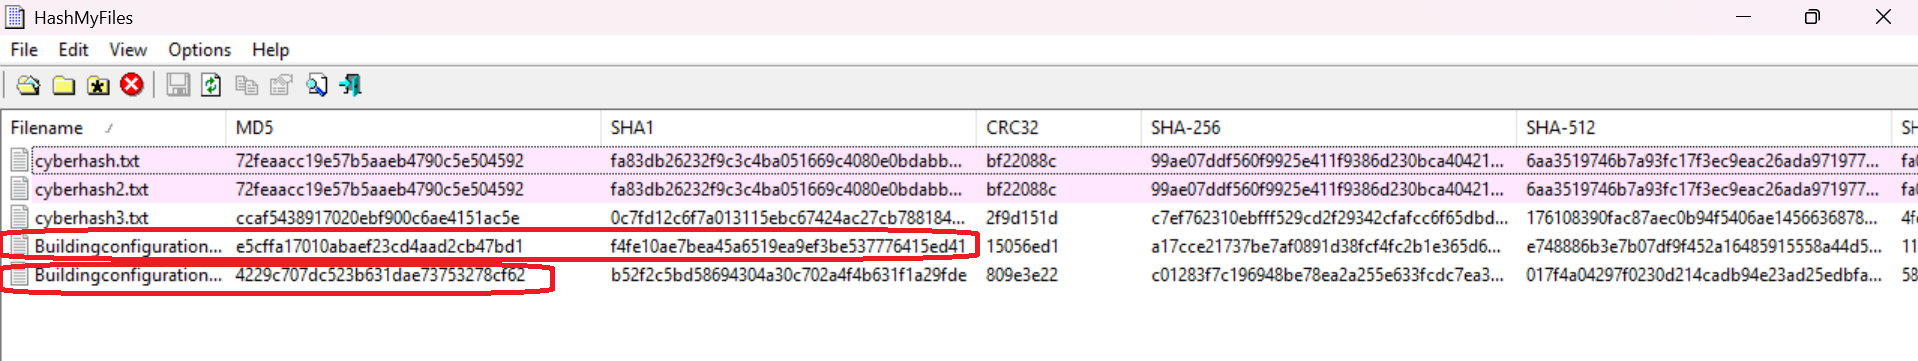 HashMyFiles
File Edit View Options Help
Filename MD5 SHA1 CRC32 SHA-256 SHA-512 SH
cyberhash.txt 72feaacc19e57b5aaeb4790c5e504592 fa83db26232f9c3c4ba051669c4080e0bdabb... bf22088c 99ae07ddf560f9925e411f9386d230bca40421... 6aa3519746b7a93fc17f3ec9eac26ada971977... fa
cyberhash2.txt 72feaacc19e57b5aaeb4790c5e504592 fa83db26232f9c3c4ba051669c4080e0bdabb... bf22088c 99ae07ddf560f9925e411f9386d230bca40421... 6aa3519746b7a93fc17f3ec9eac26ada971977... fa
cyberhash3.txt ccaf5438917020ebf900c6ae4151ac5e 0c7fd12c6f7a013115ebc67424ac27cb788184... 2f9d151d c7ef762310ebfff529cd2f29342cfafcc6f65dbd... 176108390fac87aec0b94f5406ae1456636878...
Buildingconfiguration... e5cffa17010abaef23cd4aad2cb47bd1 f4fe10ae7bea45a6519ea9ef3be537776415ed41 15056ed1 a17cce21737be7af0891d38fcf4fc2b1e365d6... e748886b3e7b07df9f452a16485915558a44d5... 11
Buildingconfiguration... 4229c707dc523b631dae73753278cf62 b52f2c5bd58694304a30c702a4f4b631f1a29fde 809e3e22 c01283f7c196948be78ea2a255e633fcdc7ea3... 017f4a04297f0230d214cadb94e23ad25edbfa... 58